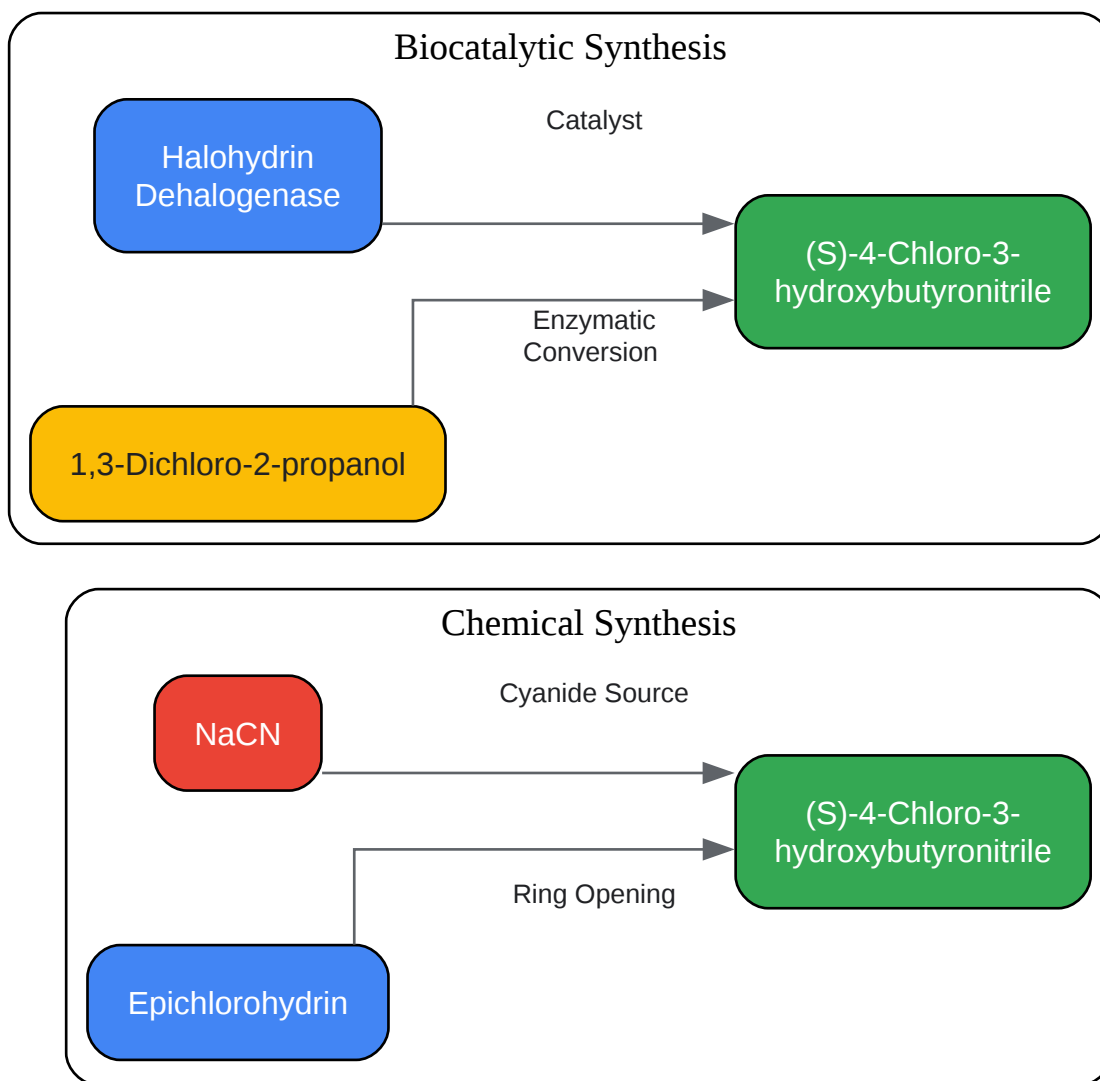 Biocatalytic Synthesis
Halohydrin
Dehalogenase
Catalyst
(S)-4-Chloro-3-
hydroxybutyronitrile
Enzymatic
Conversion
1,3-Dichloro-2-propanol
Chemical Synthesis
NaCN
Cyanide Source
(S)-4-Chloro-3-
hydroxybutyronitrile
Ring Opening
Epichlorohydrin